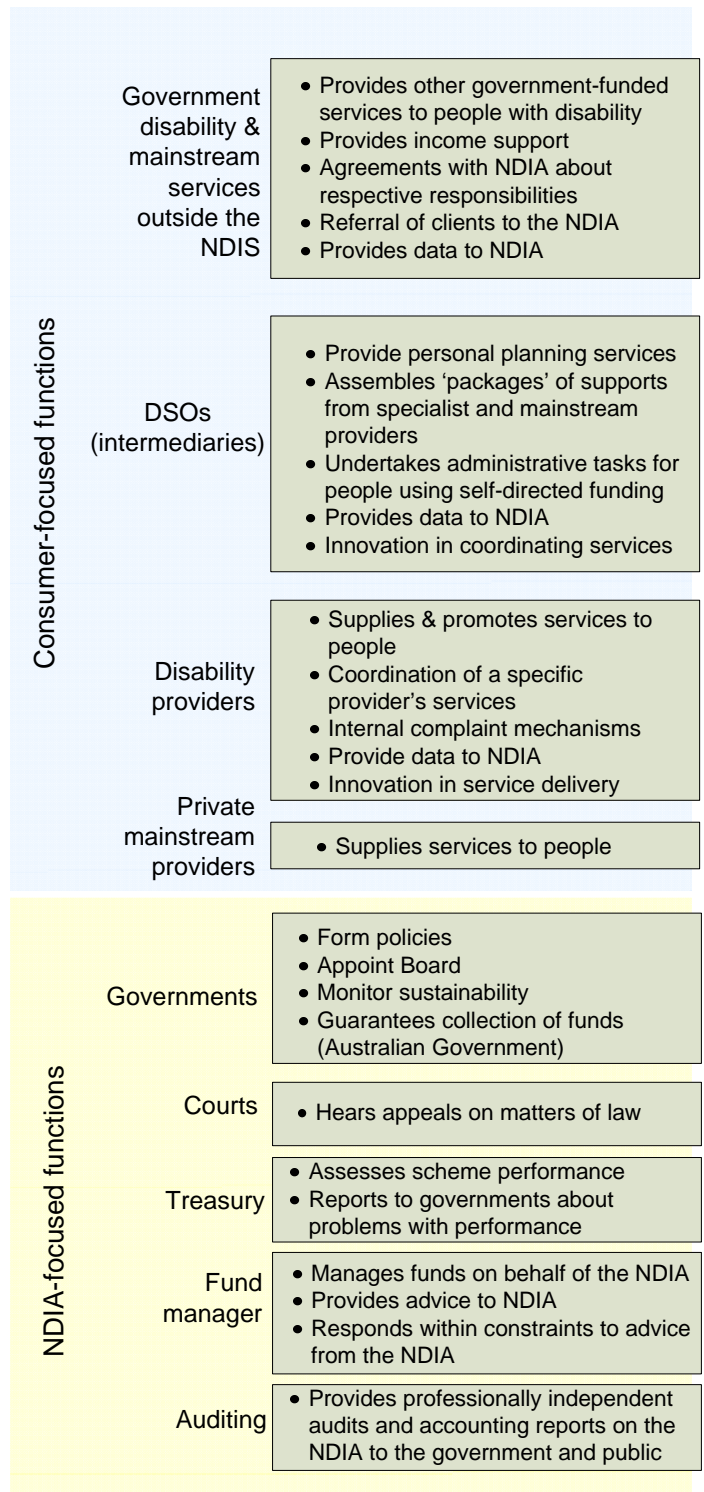 Consumer-focused functions
Government
disability &
mainstream
services
outside the
NDIS
• Provides other government-funded
services to people with disability
• Provides income support
• Agreements with NDIA about
respective responsibilities
• Referral of clients to the NDIA
• Provides data to NDIA
DSOs
(intermediaries)
• Provide personal planning services
• Assembles ‘packages’ of supports
from specialist and mainstream
providers
• Undertakes administrative tasks for
people using self-directed funding
• Provides data to NDIA
• Innovation in coordinating services
Disability
providers
• Supplies & promotes services to
people
• Coordination of a specific
provider’s services
• Internal complaint mechanisms
• Provide data to NDIA
• Innovation in service delivery
Private
mainstream
providers
• Supplies services to people
NDIA-focused functions
Governments
• Form policies
• Appoint Board
• Monitor sustainability
• Guarantees collection of funds
(Australian Government)
Courts
• Hears appeals on matters of law
Treasury
• Assesses scheme performance
• Reports to governments about
problems with performance
Fund
manager
• Manages funds on behalf of the NDIA
• Provides advice to NDIA
• Responds within constraints to advice
from the NDIA
Auditing
• Provides professionally independent
audits and accounting reports on the
NDIA to the government and public